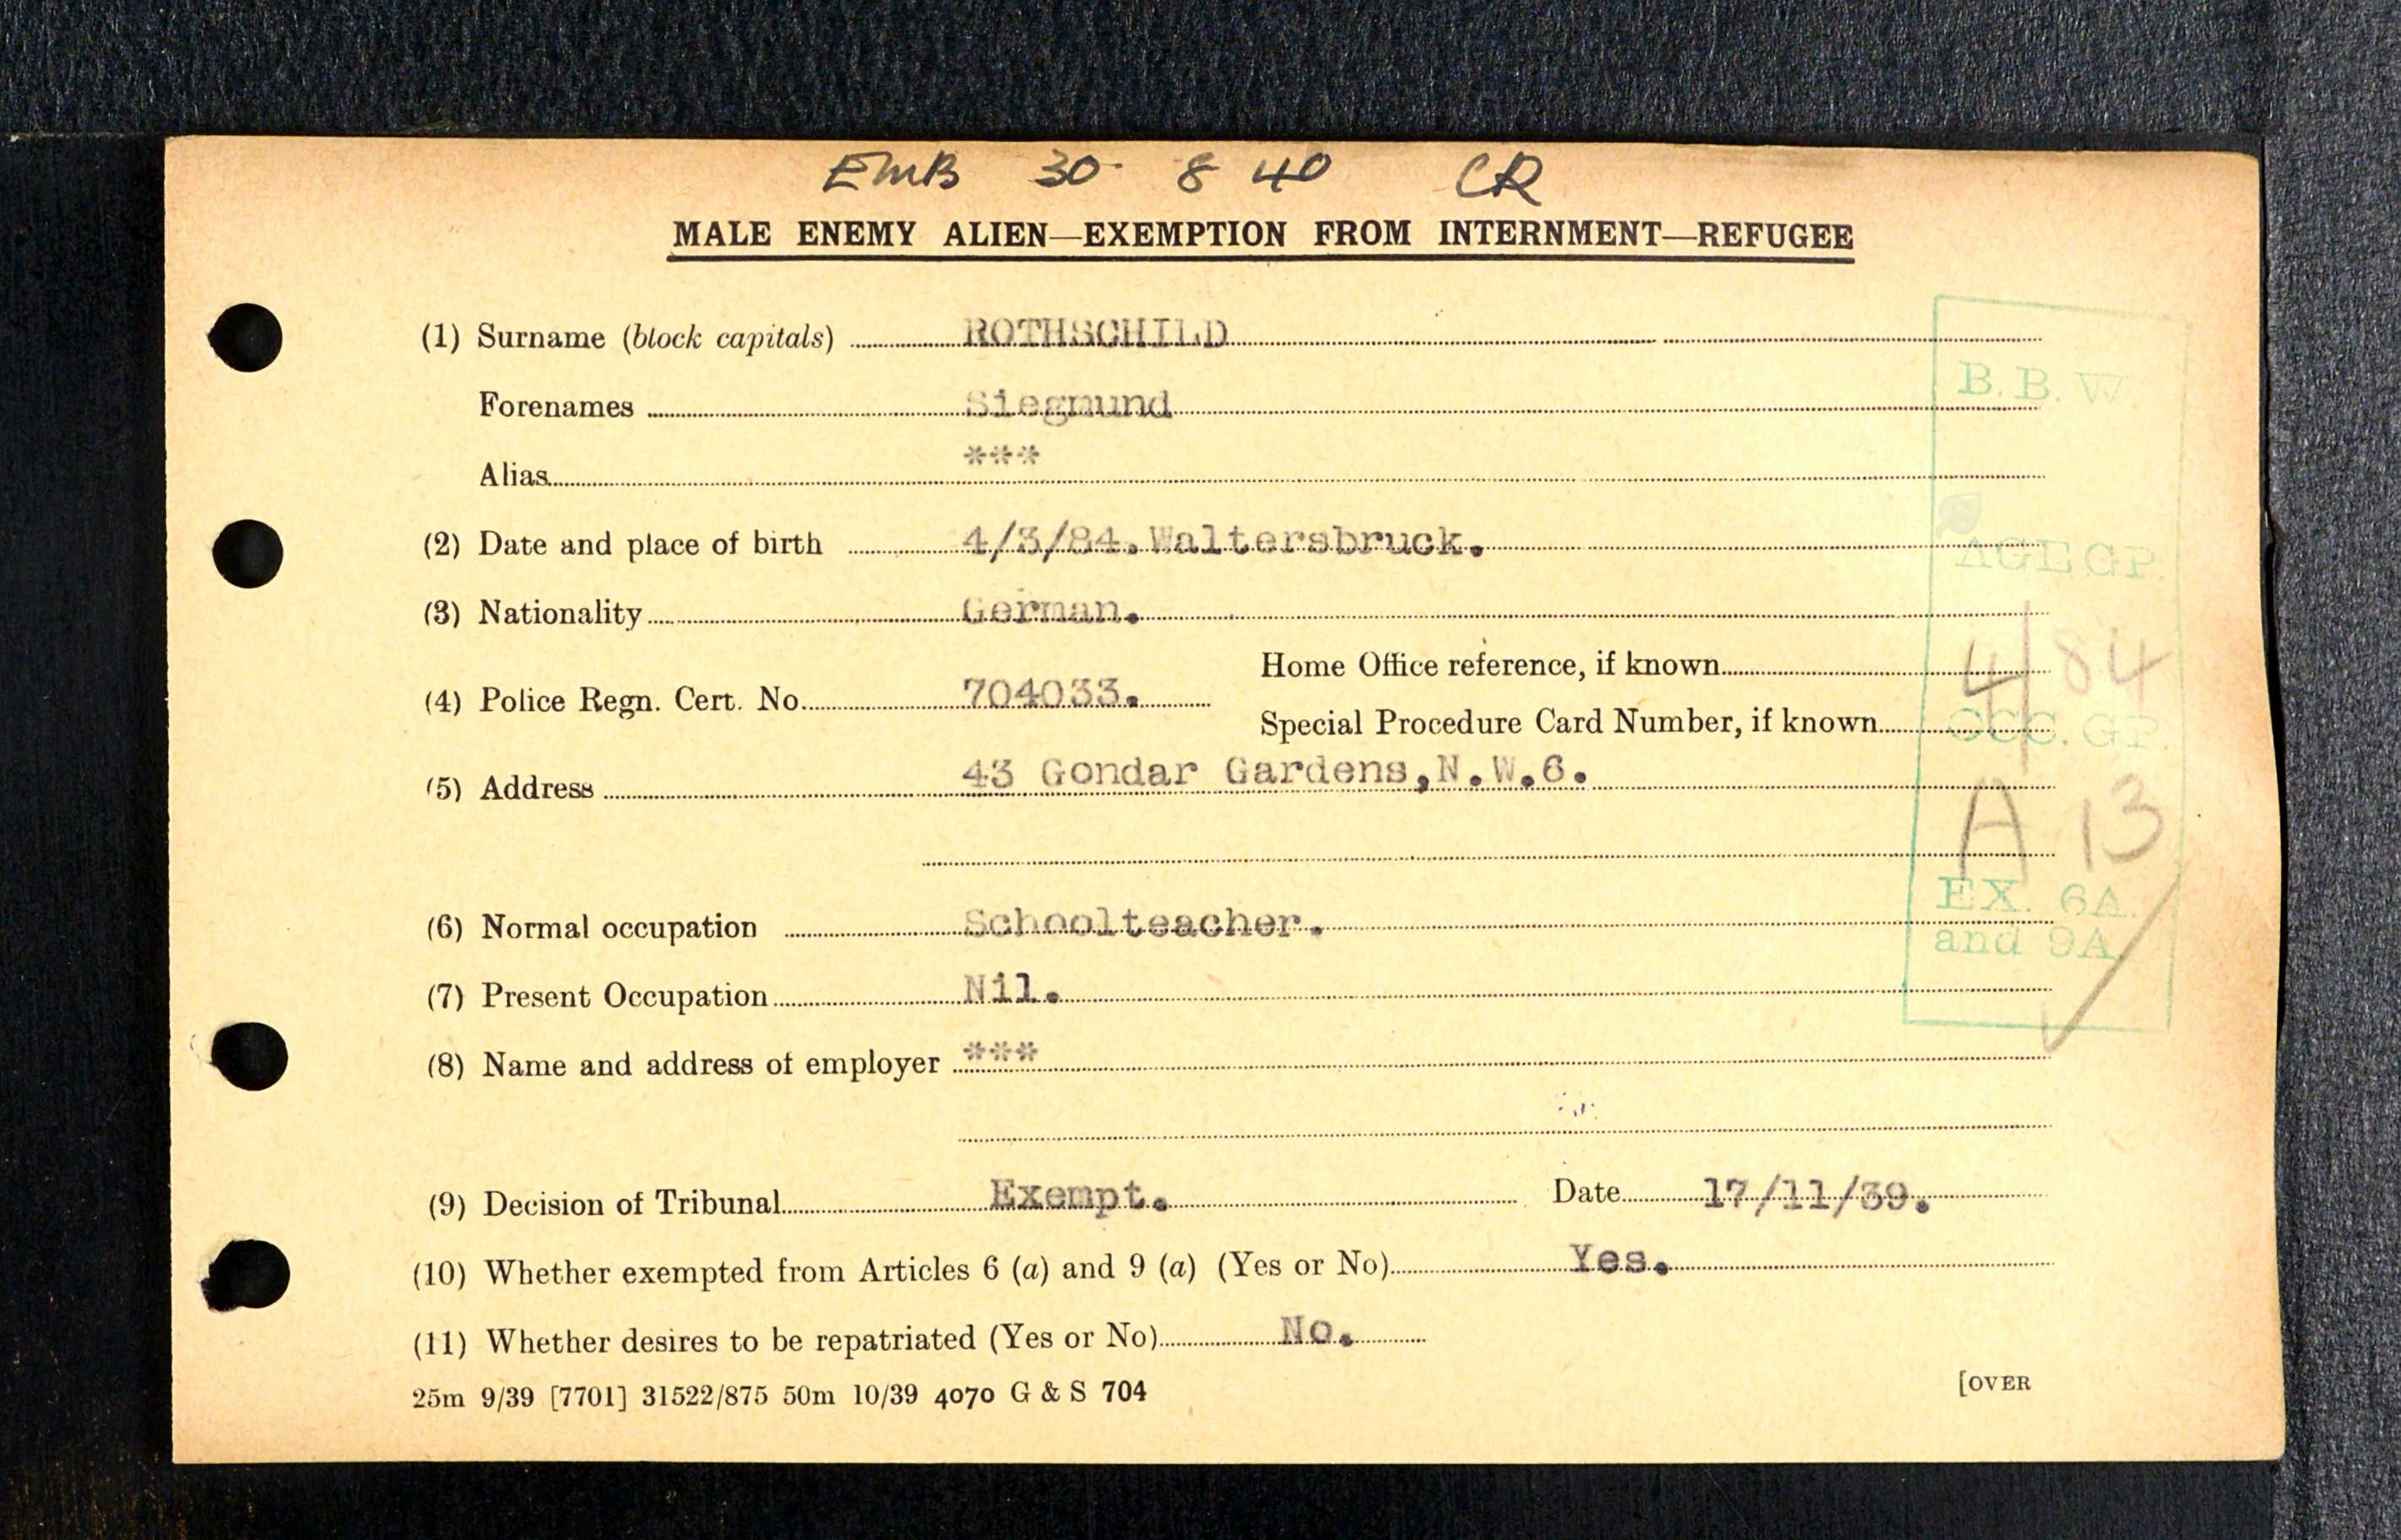 EMB 30 8 40 CR
MALE ENEMY ALIEN—EXEMPTION FROM INTERNMENT—REFUGEE
(1) Surname (block capitals) ROTHSCHILD
Forenames Siegmund
B. B. W.
Alias ***
(2) Date and place of birth 4/3/84. Waltersbruck.
AGE GP.
(3) Nationality German.
4 84
Home Office reference, if known
(4) Police Regn. Cert. No. 704033.
Special Procedure Card Number, if known
OCC. GP.
(5) Address 43 Gondar Gardens, N.W.6.
A 13
(6) Normal occupation Schoolteacher.
EX. 6A.
and 9A.
(7) Present Occupation Nil.
(8) Name and address of employer ***
(9) Decision of Tribunal Exempt. Date 17/11/39.
(10) Whether exempted from Articles 6 (a) and 9 (a) (Yes or No) Yes.
(11) Whether desires to be repatriated (Yes or No) No.
25m 9/39 [7701] 31522/875 50m 10/39 4070 G & S 704
[OVER